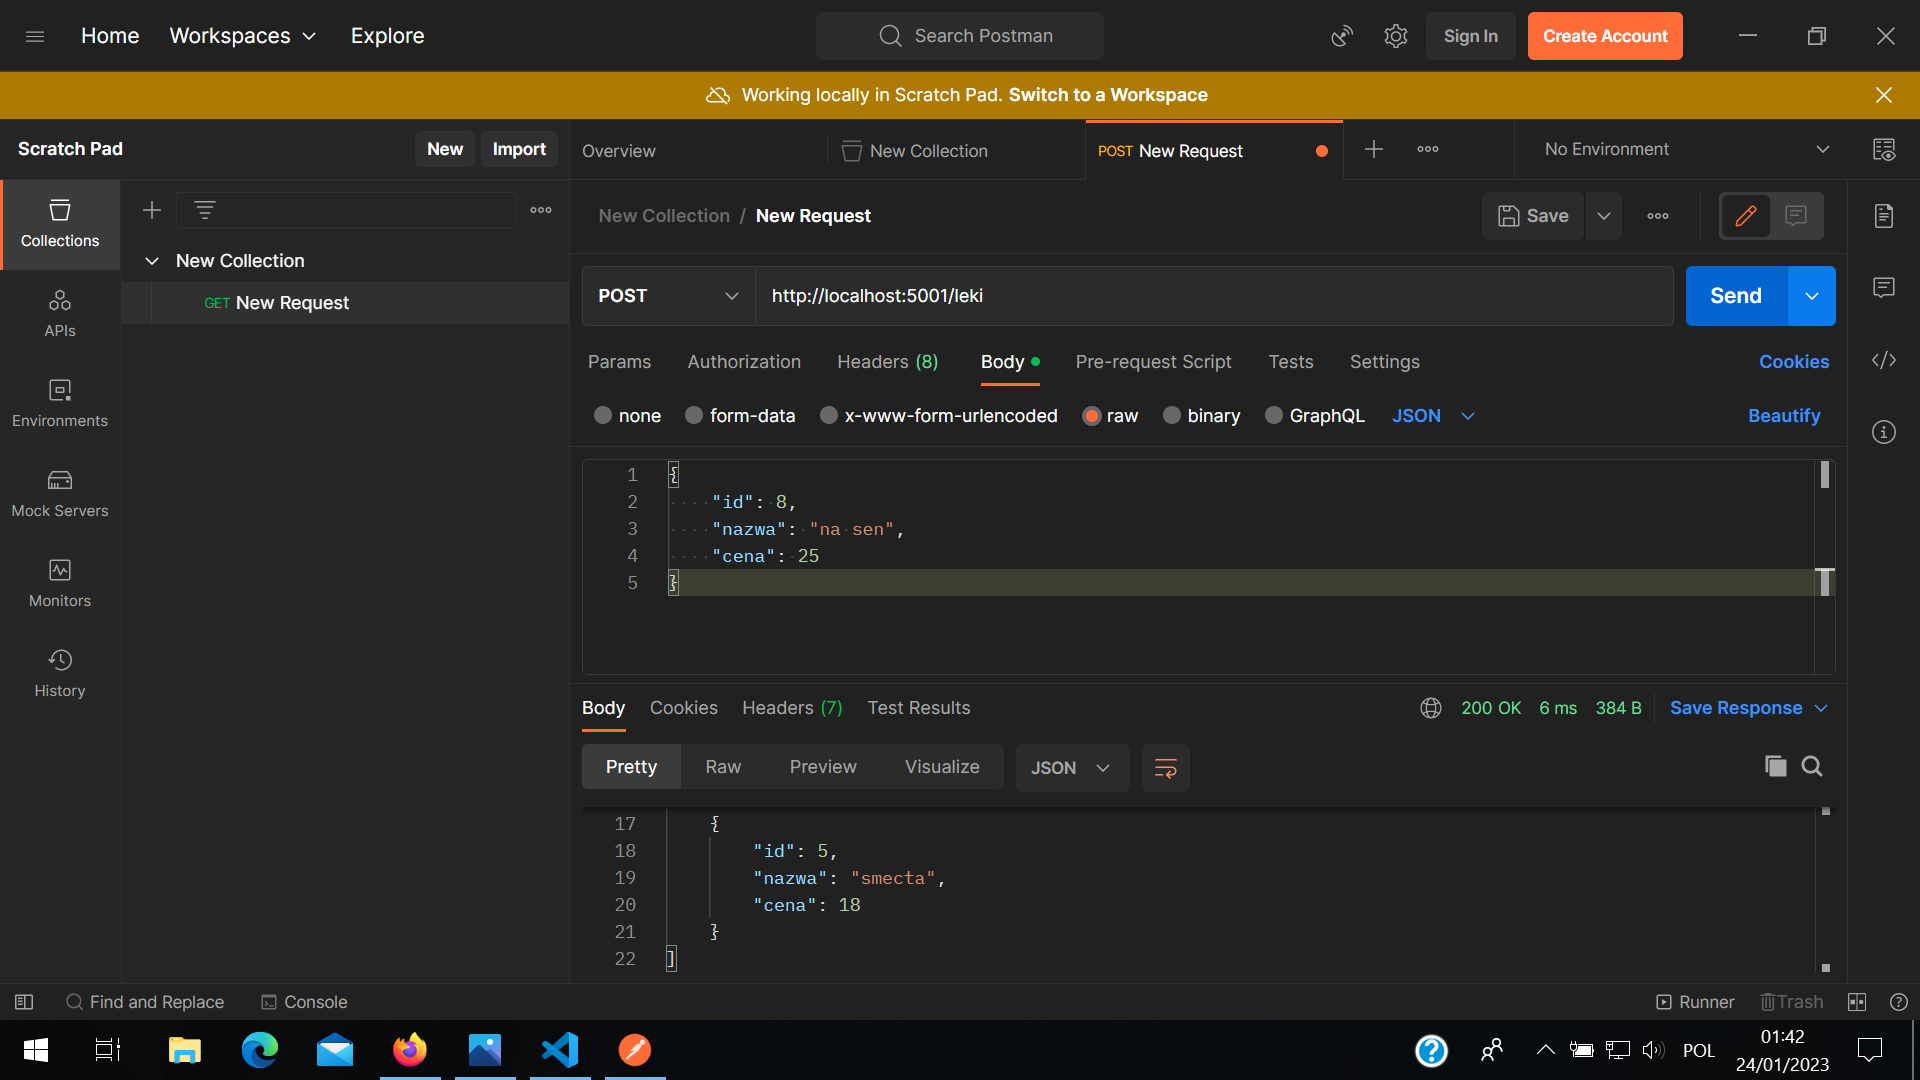 Home
Workspaces
Explore
Search Postman
Sign In
Create Account
Working locally in Scratch Pad. Switch to a Workspace
Scratch Pad
New
Import
Overview
New Collection
POST New Request
No Environment
Collections
APIs
Environments
Mock Servers
Monitors
History
New Collection
GET New Request
New Collection / New Request
Save
POST
http://localhost:5001/leki
Send
Params
Authorization
Headers (8)
Body
Pre-request Script
Tests
Settings
Cookies
none
form-data
x-www-form-urlencoded
raw
binary
GraphQL
JSON
Beautify
1 {
2 "id": 8,
3 "nazwa": "na sen",
4 "cena": 25
5 }
Body
Cookies
Headers (7)
Test Results
200 OK
6 ms
384 B
Save Response
Pretty
Raw
Preview
Visualize
JSON
17 {
18 "id": 5,
19 "nazwa": "smecta",
20 "cena": 18
21 }
22 ]
Find and Replace
Console
Runner
Trash
POL
01:42
24/01/2023